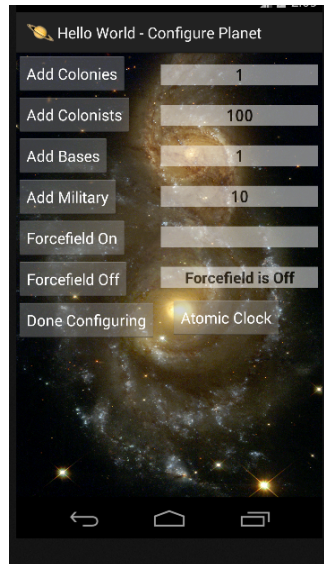 Hello World - Configure Planet
Add Colonies 1
Add Colonists 100
Add Bases 1
Add Military 10
Forcefield On
Forcefield Off Forcefield is Off
Done Configuring Atomic Clock